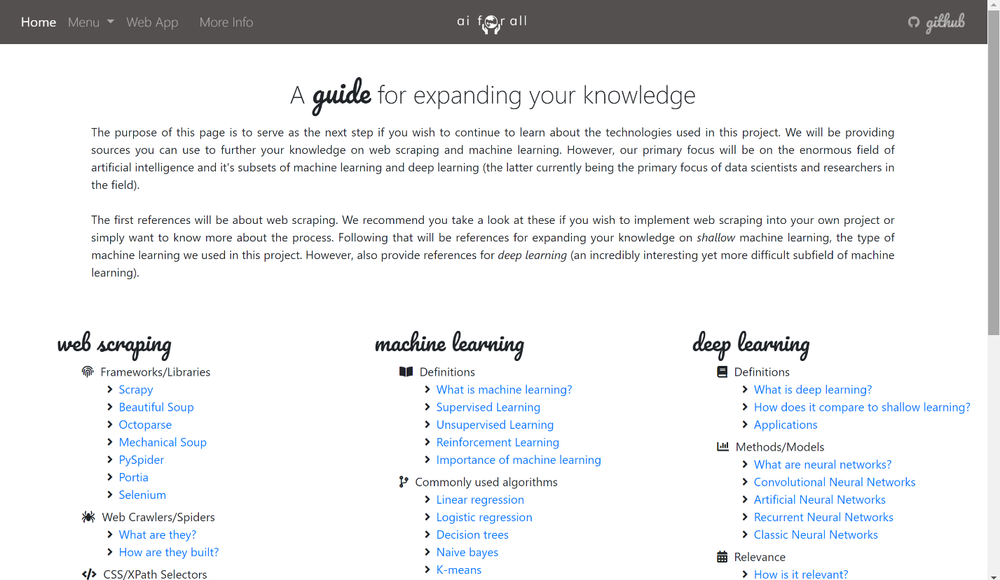 Home Menu Web App More Info
ai for all
github
A guide for expanding your knowledge
The purpose of this page is to serve as the next step if you wish to continue to learn about the technologies used in this project. We will be providing
sources you can use to further your knowledge on web scraping and machine learning. However, our primary focus will be on the enormous field of
artificial intelligence and it's subsets of machine learning and deep learning (the latter currently being the primary focus of data scientists and researchers in
the field).
The first references will be about web scraping. We recommend you take a look at these if you wish to implement web scraping into your own project or
simply want to know more about the process. Following that will be references for expanding your knowledge on shallow machine learning, the type of
machine learning we used in this project. However, also provide references for deep learning (an incredibly interesting yet more difficult subfield of machine
learning).
web scraping
Frameworks/Libraries
Scrapy
Beautiful Soup
Octoparse
Mechanical Soup
PySpider
Portia
Selenium
Web Crawlers/Spiders
What are they?
How are they built?
CSS/XPath Selectors
machine learning
Definitions
What is machine learning?
Supervised Learning
Unsupervised Learning
Reinforcement Learning
Importance of machine learning
Commonly used algorithms
Linear regression
Logistic regression
Decision trees
Naive bayes
K-means
deep learning
Definitions
What is deep learning?
How does it compare to shallow learning?
Applications
Methods/Models
What are neural networks?
Convolutional Neural Networks
Artificial Neural Networks
Recurrent Neural Networks
Classic Neural Networks
Relevance
How is it relevant?